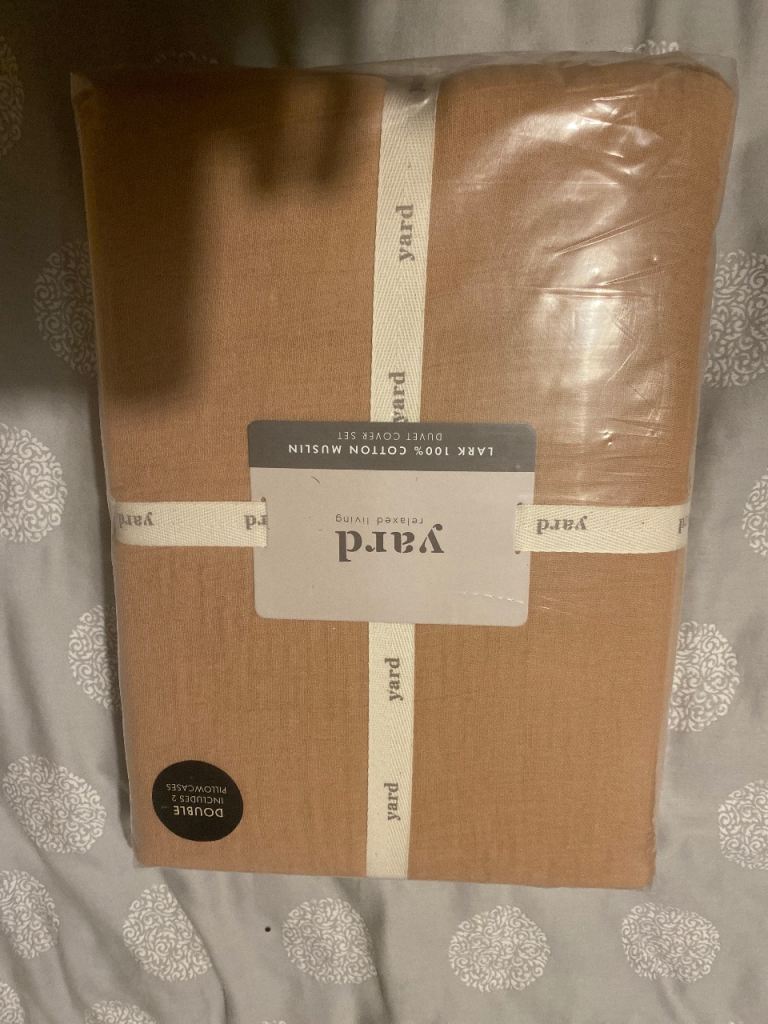 yard
yard
LARK 100% COTTON MUSLIN
DUVET COVER SET
yard
relaxed living
yard
yard
yard
yard
DOUBLE
INCLUDES 2
PILLOWCASES